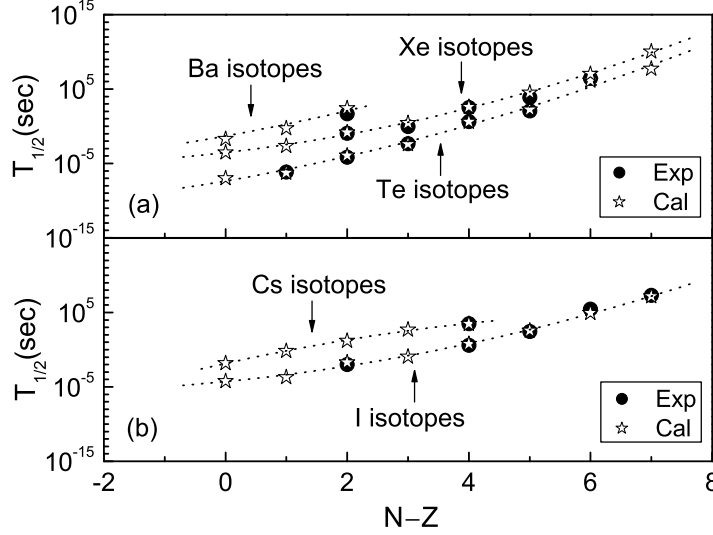 10^15
Xe isotopes
Ba isotopes
10^5
T_1/2(sec)
10^-5
Te isotopes
Exp
Cal
(a)
10^-15
Cs isotopes
10^5
T_1/2(sec)
10^-5
I isotopes
Exp
Cal
(b)
10^-15
-2 0 2 4 6 8
N−Z